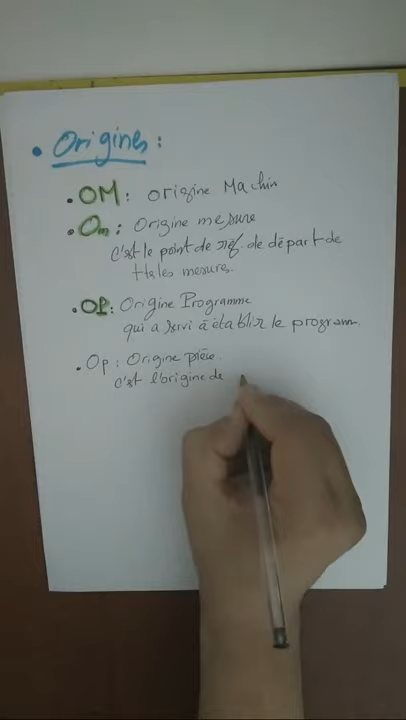 • Origines :
• OM : origine Machin
• Om : Origine mesure
c'est le point de réf. de départ de
ttes les mesures.
• OP : Origine Programme
qui a servi à établir le program.
• Op : Origine pièce
c'est l'origine de